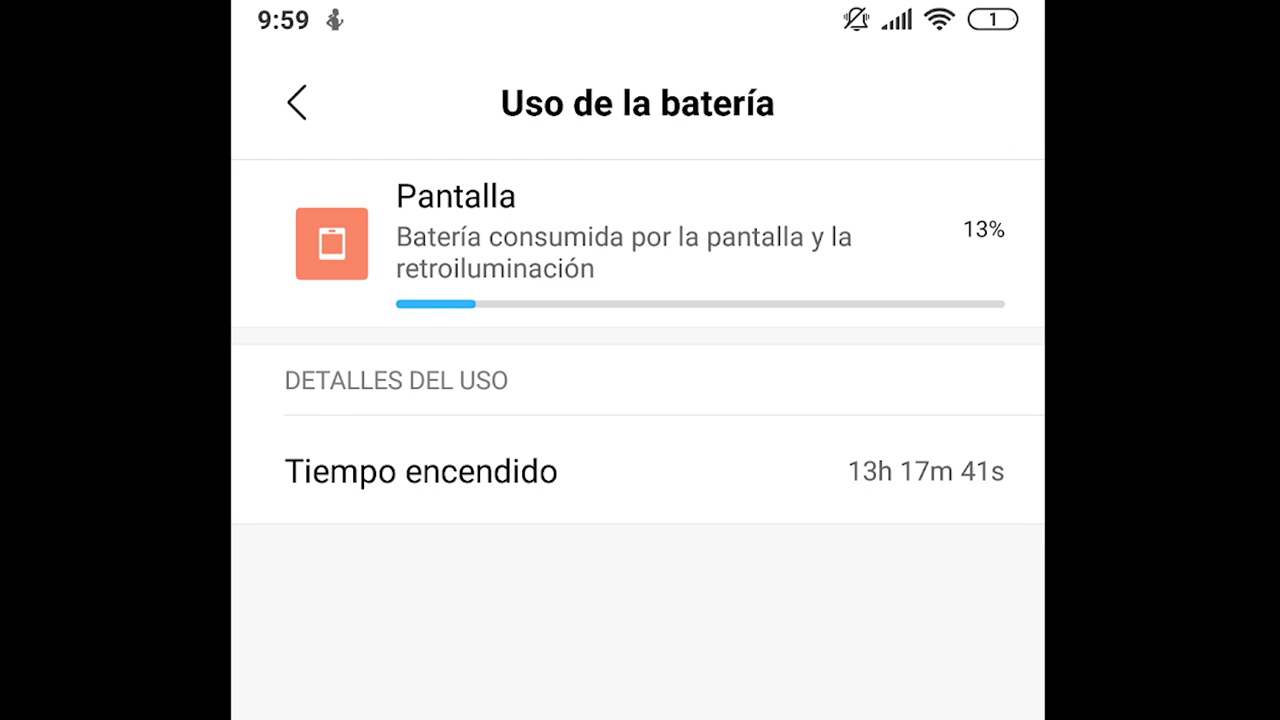 9:59
1
Uso de la batería
Pantalla
Batería consumida por la pantalla y la
retroiluminación
13%
DETALLES DEL USO
Tiempo encendido
13h 17m 41s